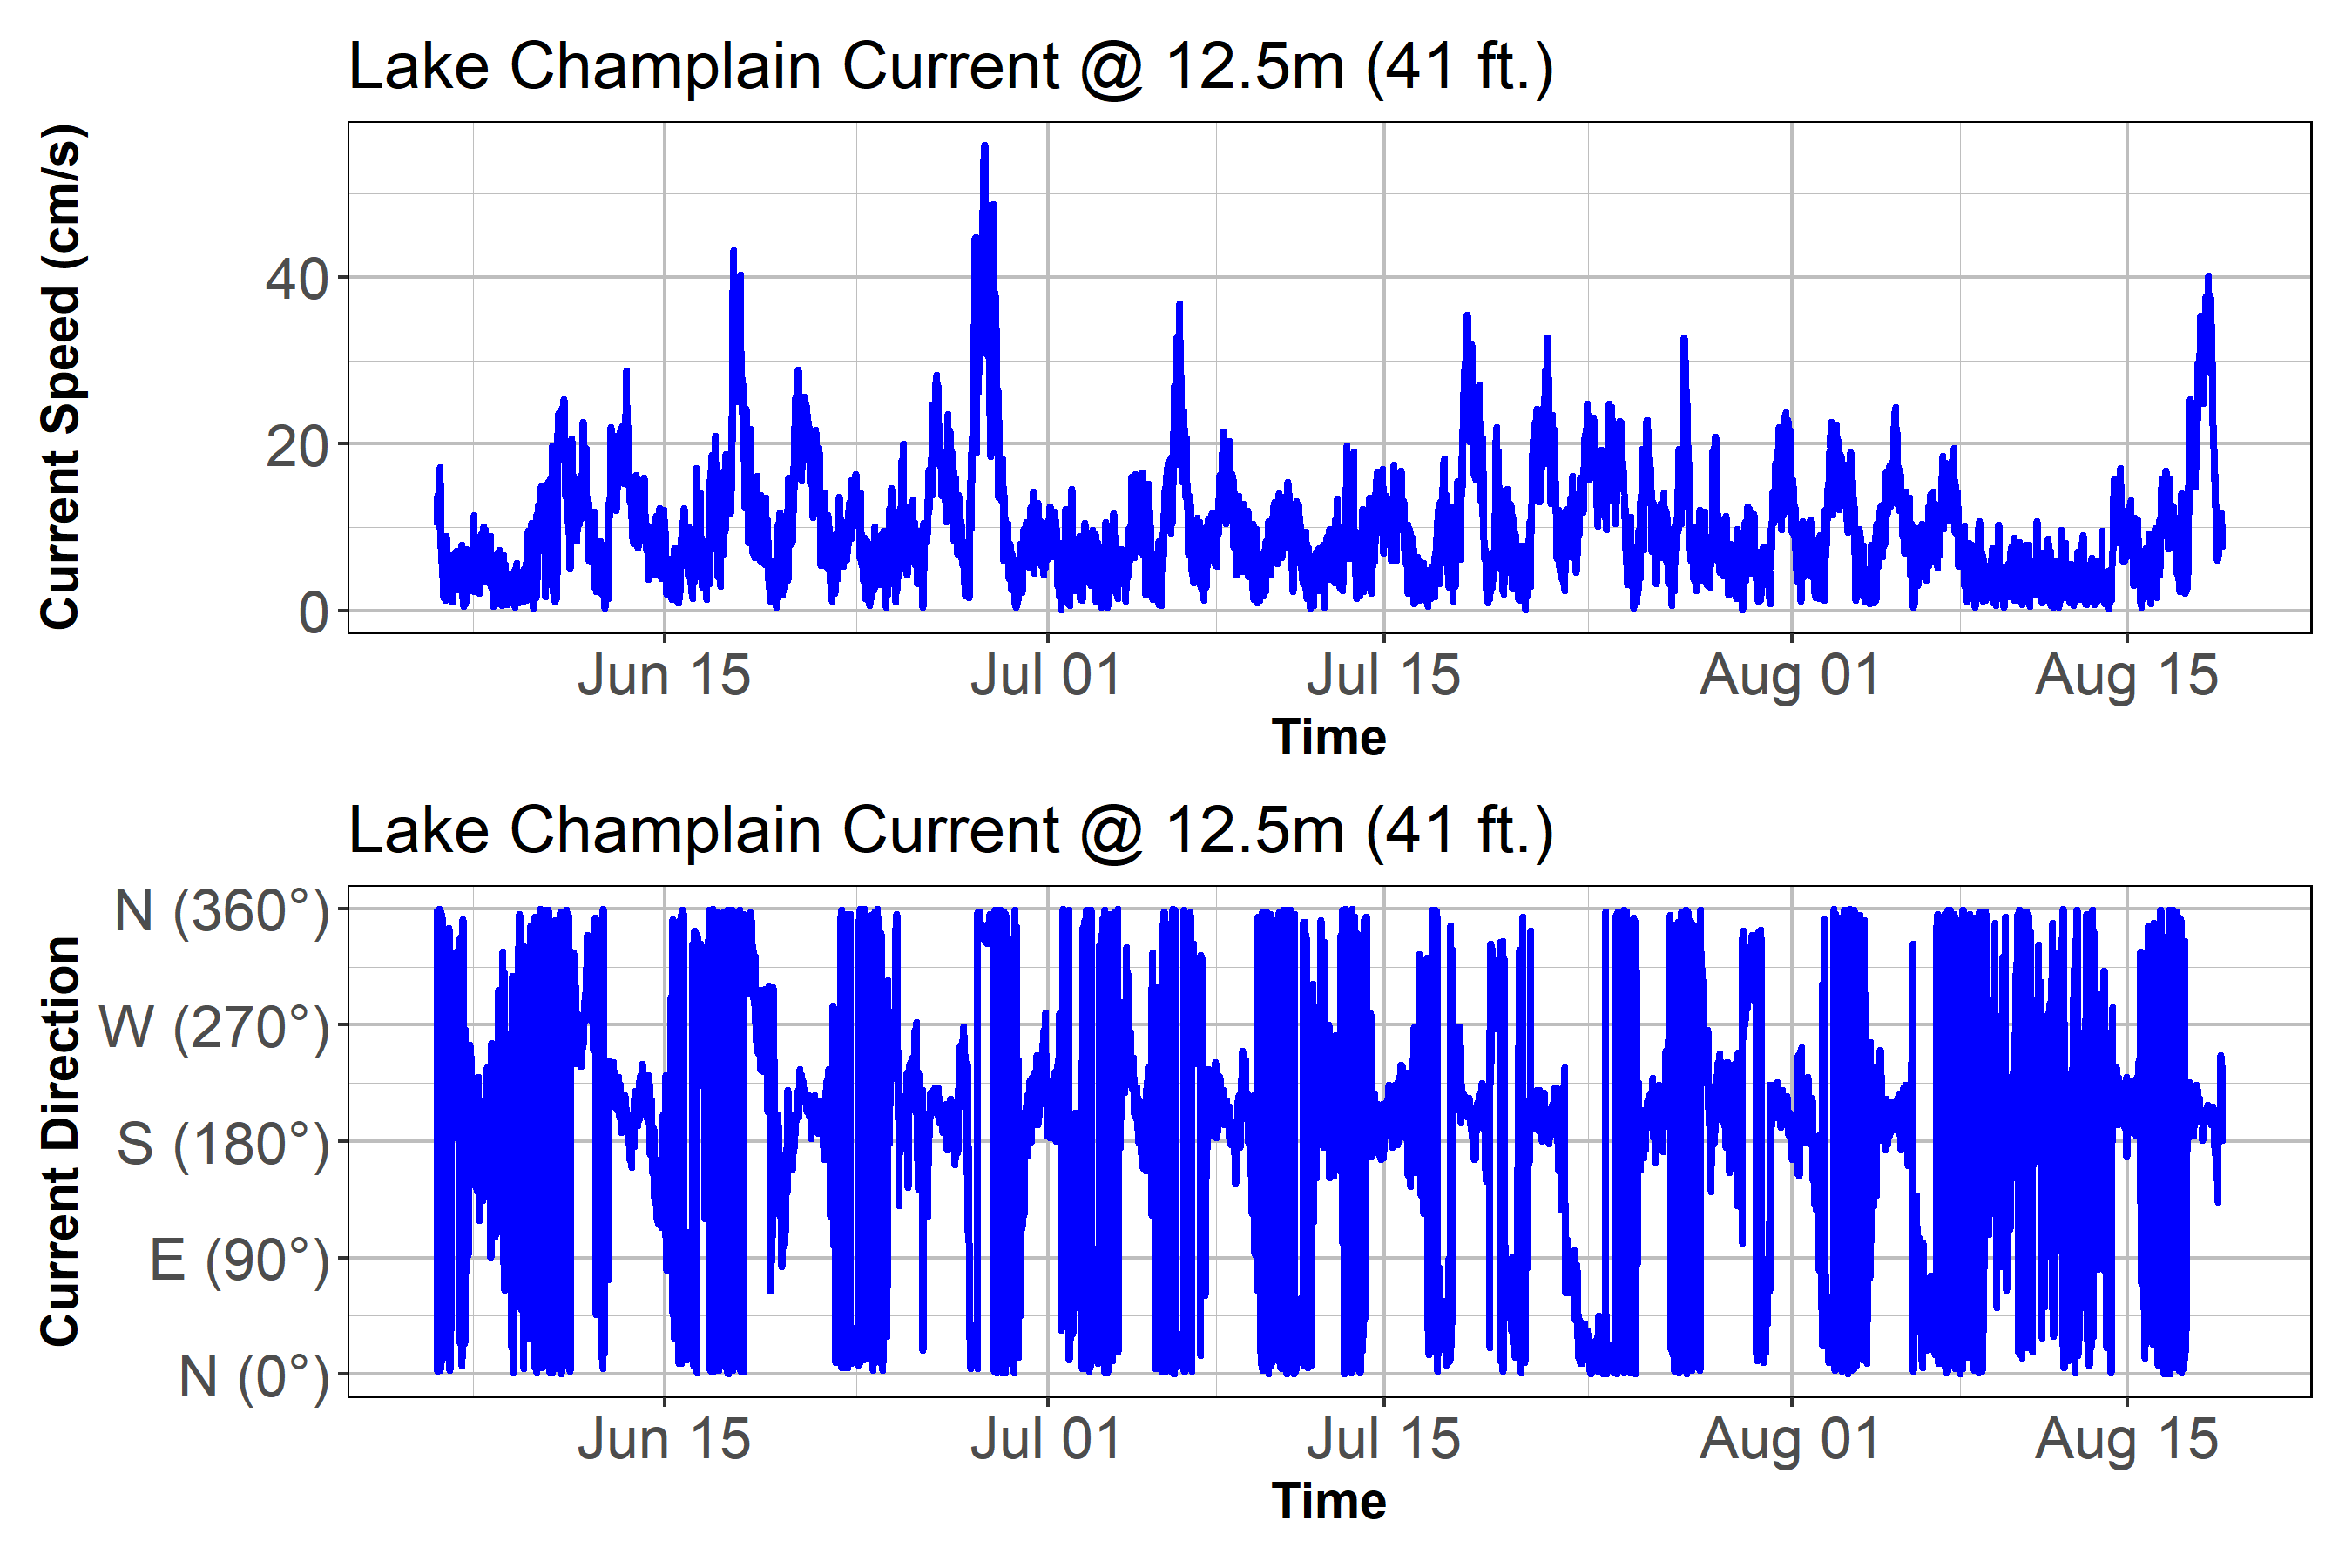 Lake Champlain Current @ 12.5m (41 ft.)
Current Speed (cm/s)
40
20
0
Jun 15 Jul 01 Jul 15 Aug 01 Aug 15
Time
Lake Champlain Current @ 12.5m (41 ft.)
Current Direction
N (360°)
W (270°)
S (180°)
E (90°)
N (0°)
Jun 15 Jul 01 Jul 15 Aug 01 Aug 15
Time